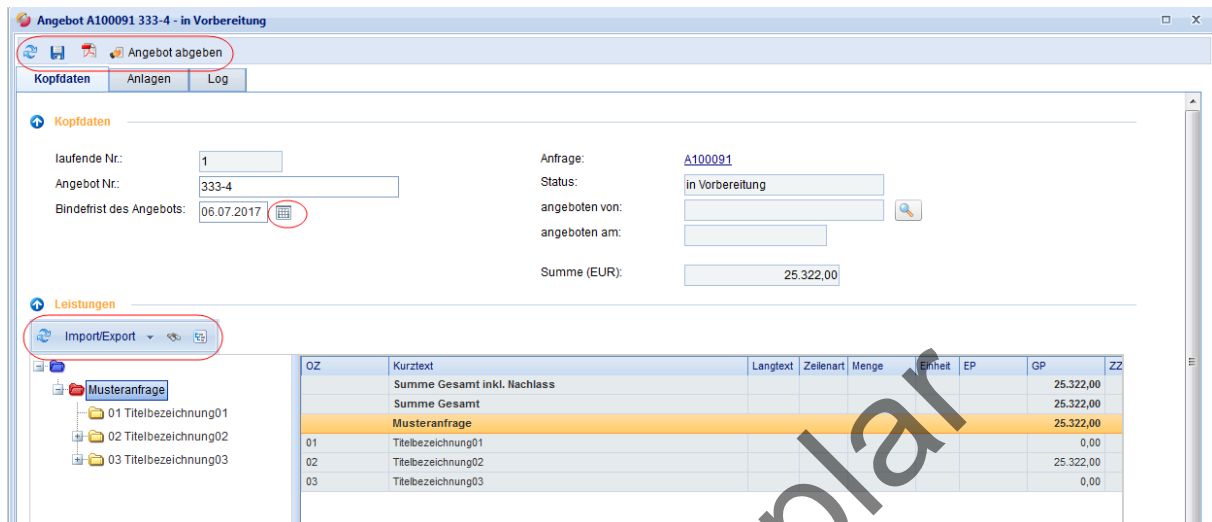 Angebot A100091 333-4 - in Vorbereitung
X
Angebot abgeben
Kopfdaten Anlagen Log
Kopfdaten
laufende Nr.: 1 Anfrage: A100091
Angebot Nr.: 333-4 Status: in Vorbereitung
Bindefrist des Angebots: 06.07.2017 angeboten von:
angeboten am:
Summe (EUR): 25.322,00
Leistungen
Import/Export
Musteranfrage
01 Titelbezeichnung01
02 Titelbezeichnung02
03 Titelbezeichnung03
OZ Kurztext Langtext Zeilenart Menge Einheit EP GP ZZ
Summe Gesamt inkl. Nachlass 25.322,00
Summe Gesamt 25.322,00
Musteranfrage 25.322,00
01 Titelbezeichnung01 0,00
02 Titelbezeichnung02 25.322,00
03 Titelbezeichnung03 0,00
plar